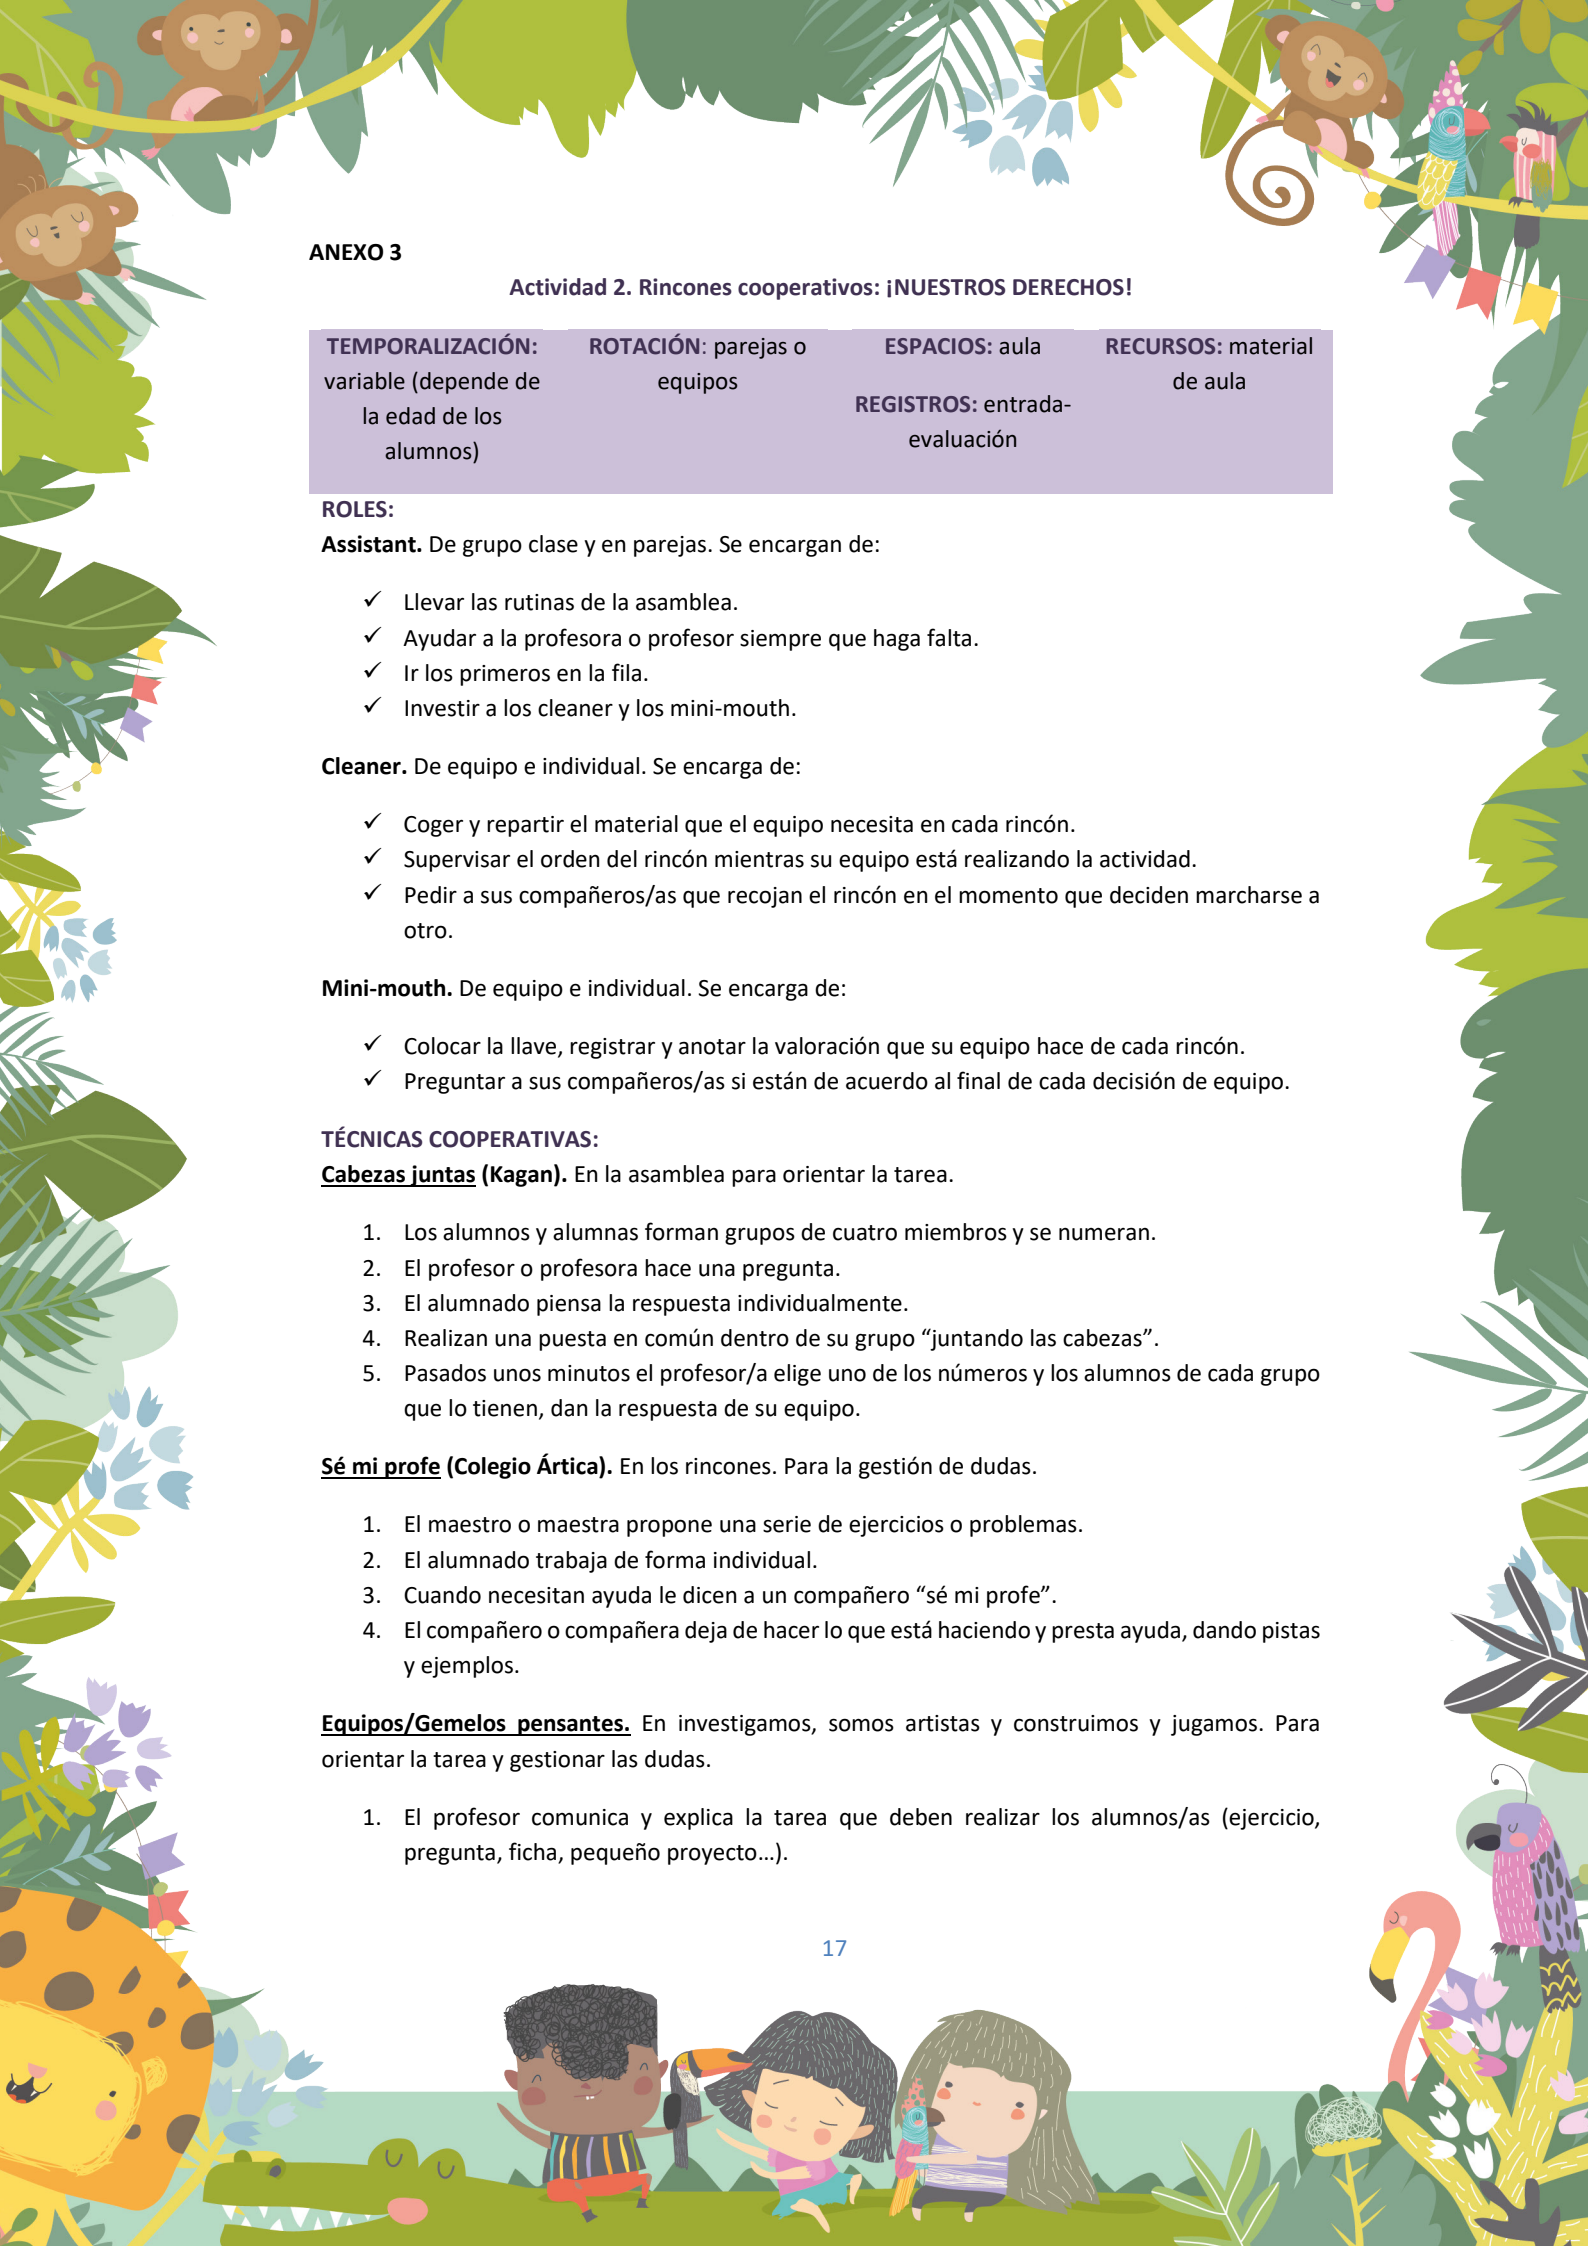 ANEXO 3
Actividad 2. Rincones cooperativos: ¡NUESTROS DERECHOS!
TEMPORALIZACIÓN:
variable (depende de
la edad de los
alumnos)
ROTACIÓN: parejas o
equipos
ESPACIOS: aula
REGISTROS: entrada-
evaluación
RECURSOS: material
de aula
ROLES:
Assistant. De grupo clase y en parejas. Se encargan de:
✓ Llevar las rutinas de la asamblea.
✓ Ayudar a la profesora o profesor siempre que haga falta.
✓ Ir los primeros en la fila.
✓ Investir a los cleaner y los mini-mouth.
Cleaner. De equipo e individual. Se encarga de:
✓ Coger y repartir el material que el equipo necesita en cada rincón.
✓ Supervisar el orden del rincón mientras su equipo está realizando la actividad.
✓ Pedir a sus compañeros/as que recojan el rincón en el momento que deciden marcharse a
otro.
Mini-mouth. De equipo e individual. Se encarga de:
✓ Colocar la llave, registrar y anotar la valoración que su equipo hace de cada rincón.
✓ Preguntar a sus compañeros/as si están de acuerdo al final de cada decisión de equipo.
TÉCNICAS COOPERATIVAS:
Cabezas juntas (Kagan). En la asamblea para orientar la tarea.
1. Los alumnos y alumnas forman grupos de cuatro miembros y se numeran.
2. El profesor o profesora hace una pregunta.
3. El alumnado piensa la respuesta individualmente.
4. Realizan una puesta en común dentro de su grupo “juntando las cabezas”.
5. Pasados unos minutos el profesor/a elige uno de los números y los alumnos de cada grupo
que lo tienen, dan la respuesta de su equipo.
Sé mi profe (Colegio Ártica). En los rincones. Para la gestión de dudas.
1. El maestro o maestra propone una serie de ejercicios o problemas.
2. El alumnado trabaja de forma individual.
3. Cuando necesitan ayuda le dicen a un compañero “sé mi profe”.
4. El compañero o compañera deja de hacer lo que está haciendo y presta ayuda, dando pistas
y ejemplos.
Equipos/Gemelos pensantes. En investigamos, somos artistas y construimos y jugamos. Para
orientar la tarea y gestionar las dudas.
1. El profesor comunica y explica la tarea que deben realizar los alumnos/as (ejercicio,
pregunta, ficha, pequeño proyecto…).
17